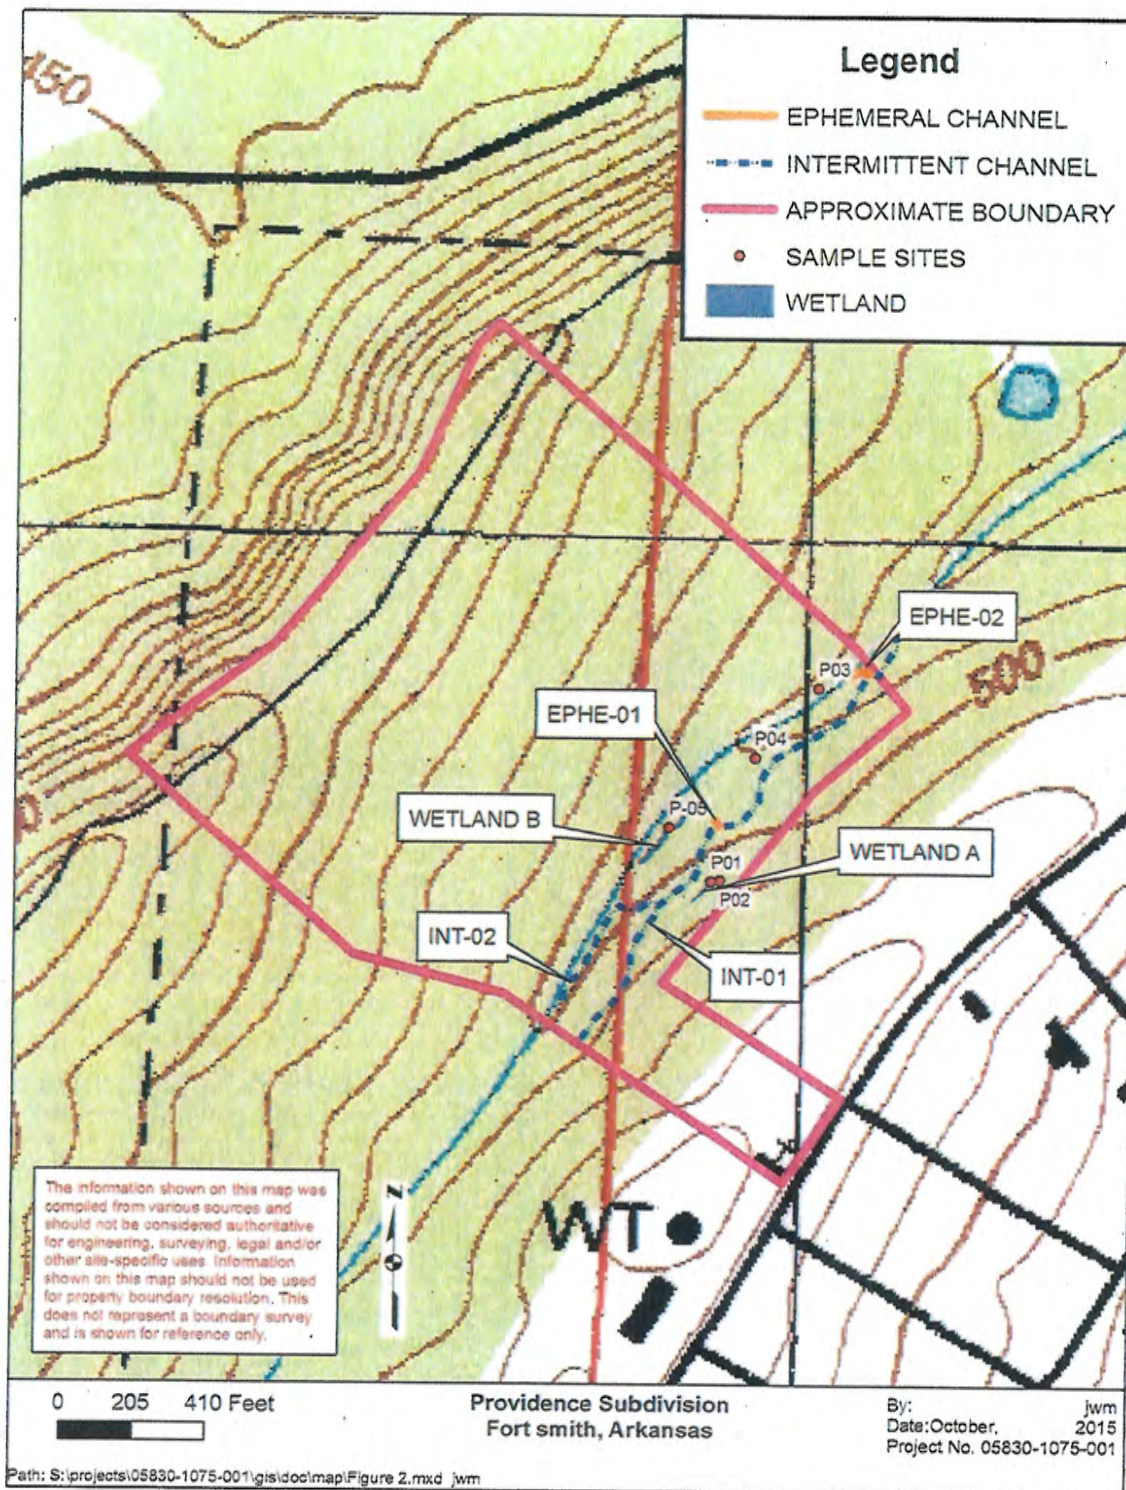 450
Legend
EPHEMERAL CHANNEL
INTERMITTENT CHANNEL
APPROXIMATE BOUNDARY
SAMPLE SITES
WETLAND
EPHE-02
P03
500
EPHE-01
P04
P-05
WETLAND B
WETLAND A
P01
P02
INT-02
INT-01
WT
N
The information shown on this map was
compiled from various sources and
should not be considered authoritative
for engineering, surveying, legal and/or
other site-specific uses. Information
shown on this map should not be used
for property boundary resolution. This
does not represent a boundary survey
and is shown for reference only.
0 205 410 Feet
Providence Subdivision
Fort smith, Arkansas
By: jwm
Date:October, 2015
Project No. 05830-1075-001
Path: S:\projects\05830-1075-001\gis\doc\map\Figure 2.mxd jwm